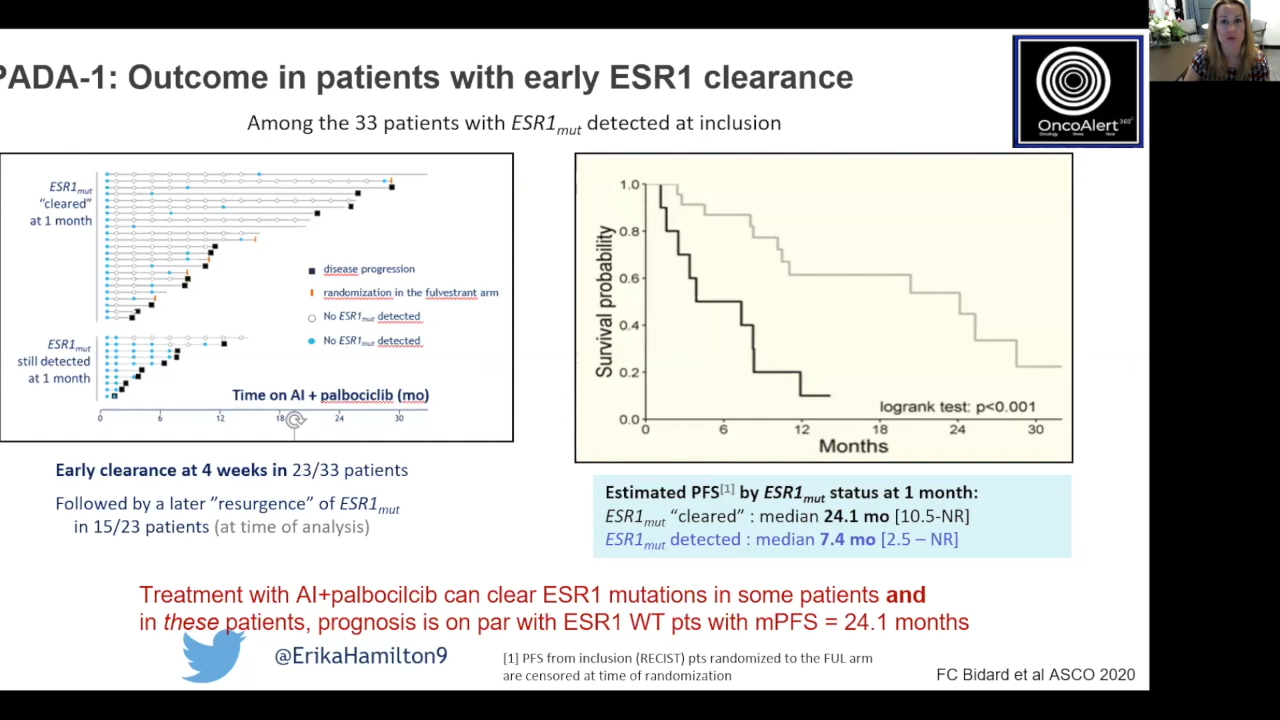 PADA-1: Outcome in patients with early ESR1 clearance
OncoAlert 360°
Oncology News Now
Among the 33 patients with ESR1mut detected at inclusion
ESR1mut
"cleared"
at 1 month
disease progression
randomization in the fulvestrant arm
No ESR1mut detected
No ESR1mut detected
ESR1mut
still detected
at 1 month
Time on AI + palbociclib (mo)
0 6 12 18 24 30
Survival probability
1.0
0.8
0.6
0.4
0.2
0.0
logrank test: p<0.001
0 6 12 18 24 30
Months
Early clearance at 4 weeks in 23/33 patients
Followed by a later "resurgence" of ESR1mut
in 15/23 patients (at time of analysis)
Estimated PFS[1] by ESR1mut status at 1 month:
ESR1mut "cleared" : median 24.1 mo [10.5-NR]
ESR1mut detected : median 7.4 mo [2.5 – NR]
Treatment with AI+palbocilcib can clear ESR1 mutations in some patients and
in these patients, prognosis is on par with ESR1 WT pts with mPFS = 24.1 months
@ErikaHamilton9
[1] PFS from inclusion (RECIST) pts randomized to the FUL arm
are censored at time of randomization
FC Bidard et al ASCO 2020